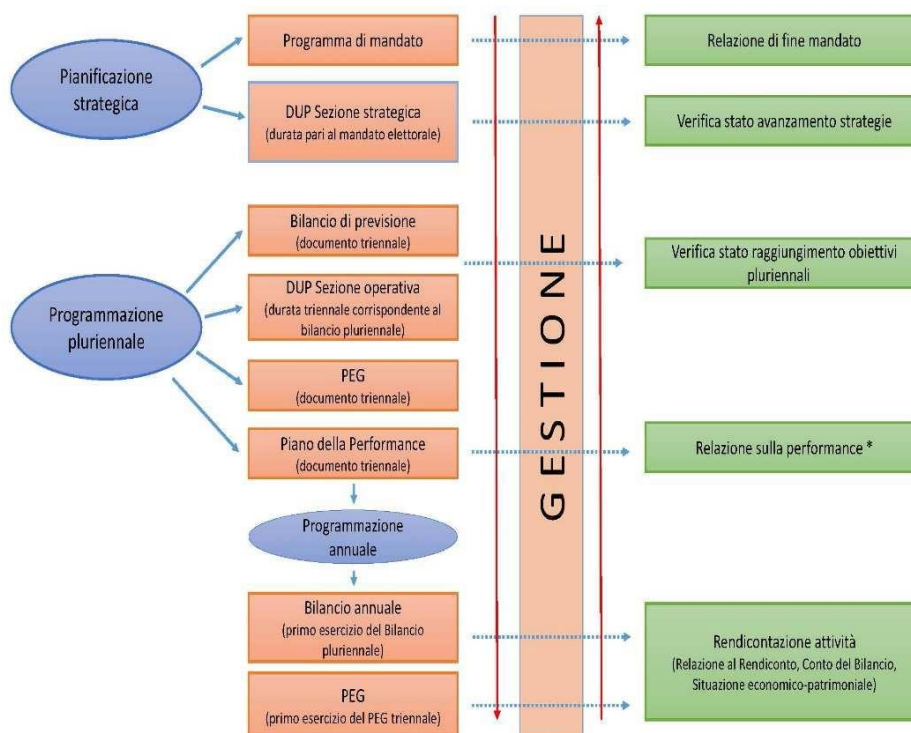 Pianificazione
strategica
Programma di mandato
Relazione di fine mandato
DUP Sezione strategica
(durata pari al mandato elettorale)
Verifica stato avanzamento strategie
Programmazione
pluriennale
Bilancio di previsione
(documento triennale)
DUP Sezione operativa
(durata triennale corrispondente al
bilancio pluriennale)
Verifica stato raggiungimento obiettivi
pluriennali
PEG
(documento triennale)
Piano della Performance
(documento triennale)
Relazione sulla performance *
GESTIONE
Programmazione
annuale
Bilancio annuale
(primo esercizio del Bilancio
pluriennale)
PEG
(primo esercizio del PEG triennale)
Rendicontazione attività
(Relazione al Rendiconto, Conto del Bilancio,
Situazione economico-patrimoniale)